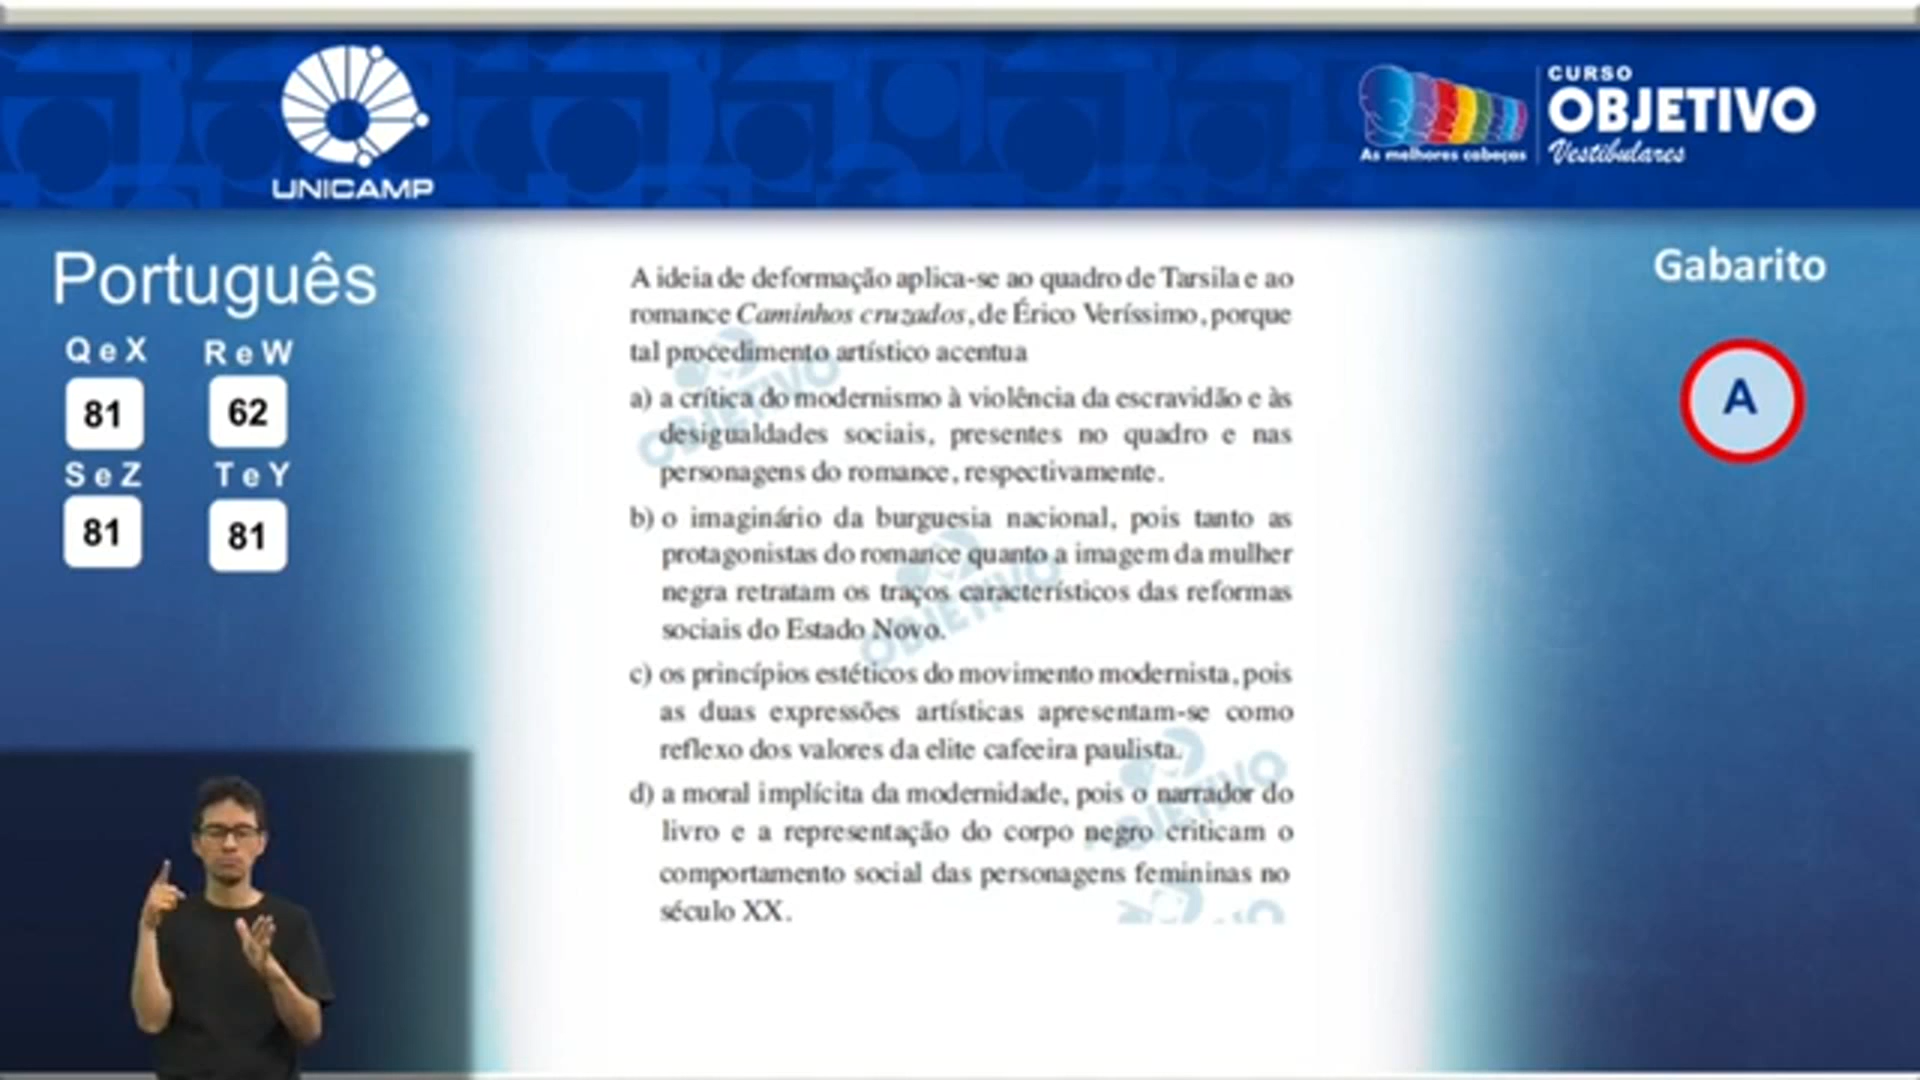 UNICAMP
As melhores cabeças
CURSO
OBJETIVO
Vestibulares
Português
Q e X
R e W
81
62
S e Z
T e Y
81
81
A ideia de deformação aplica-se ao quadro de Tarsila e ao
romance Caminhos cruzados, de Érico Veríssimo, porque
tal procedimento artístico acentua
a) a crítica do modernismo à violência da escravidão e às
desigualdades sociais, presentes no quadro e nas
personagens do romance, respectivamente.
b) o imaginário da burguesia nacional, pois tanto as
protagonistas do romance quanto a imagem da mulher
negra retratam os traços característicos das reformas
sociais do Estado Novo.
c) os princípios estéticos do movimento modernista, pois
as duas expressões artísticas apresentam-se como
reflexo dos valores da elite cafeeira paulista.
d) a moral implícita da modernidade, pois o narrador do
livro e a representação do corpo negro criticam o
comportamento social das personagens femininas no
século XX.
OBJETIVO
OBJETIVO
OBJETIVO
Gabarito
A